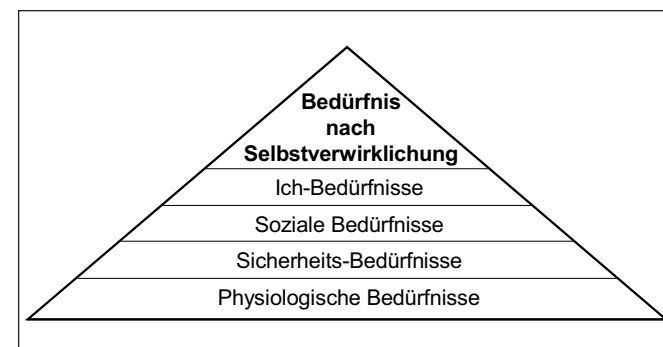 Bedürfnis
nach
Selbstverwirklichung
Ich-Bedürfnisse
Soziale Bedürfnisse
Sicherheits-Bedürfnisse
Physiologische Bedürfnisse